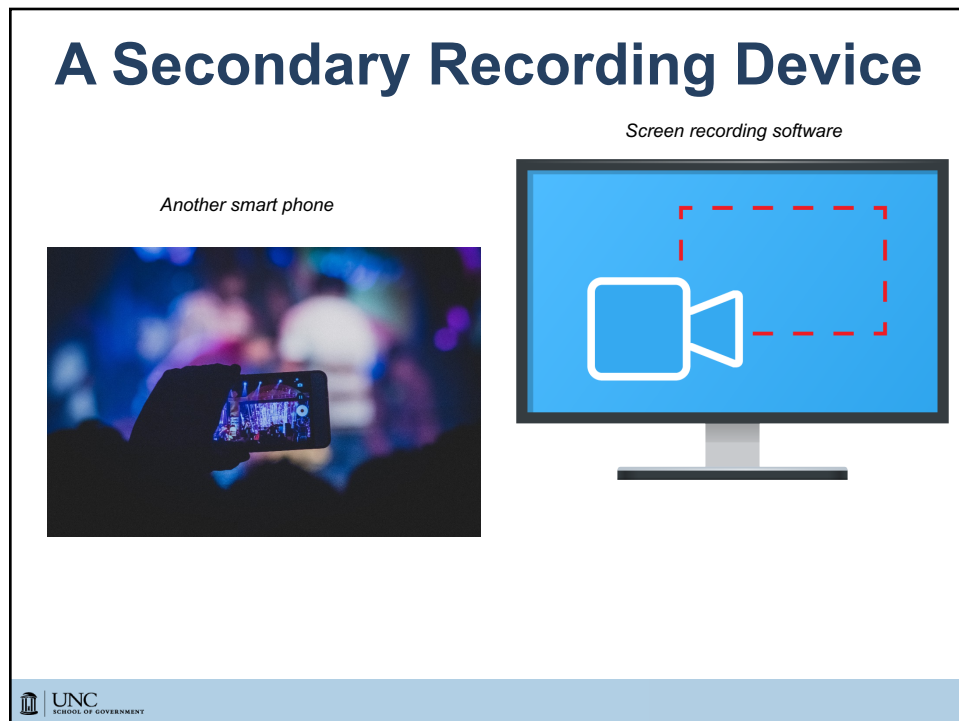 A Secondary Recording Device
Screen recording software
Another smart phone
UNC
SCHOOL OF GOVERNMENT